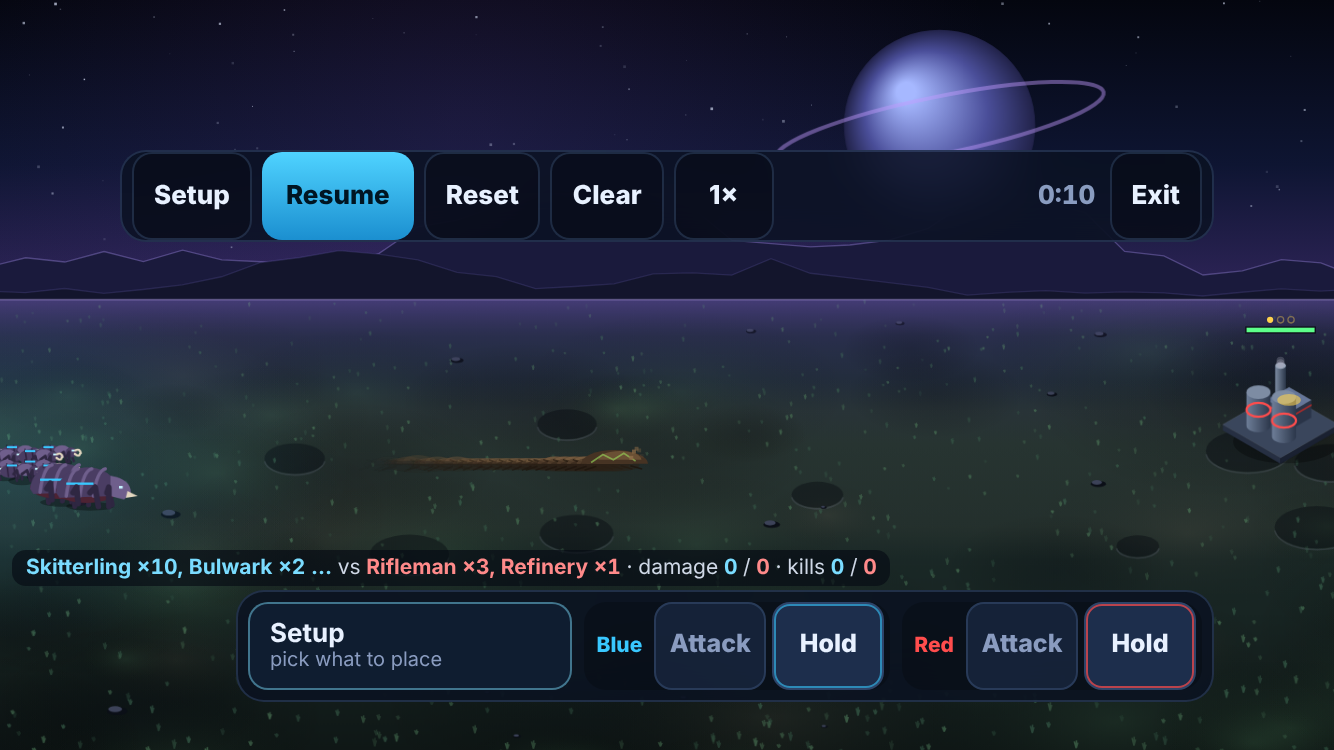 Setup Resume Reset Clear 1× 0:10 Exit
Skitterling ×10, Bulwark ×2 ... vs Rifleman ×3, Refinery ×1 · damage 0 / 0 · kills 0 / 0
Setup
pick what to place
Blue Attack Hold Red Attack Hold